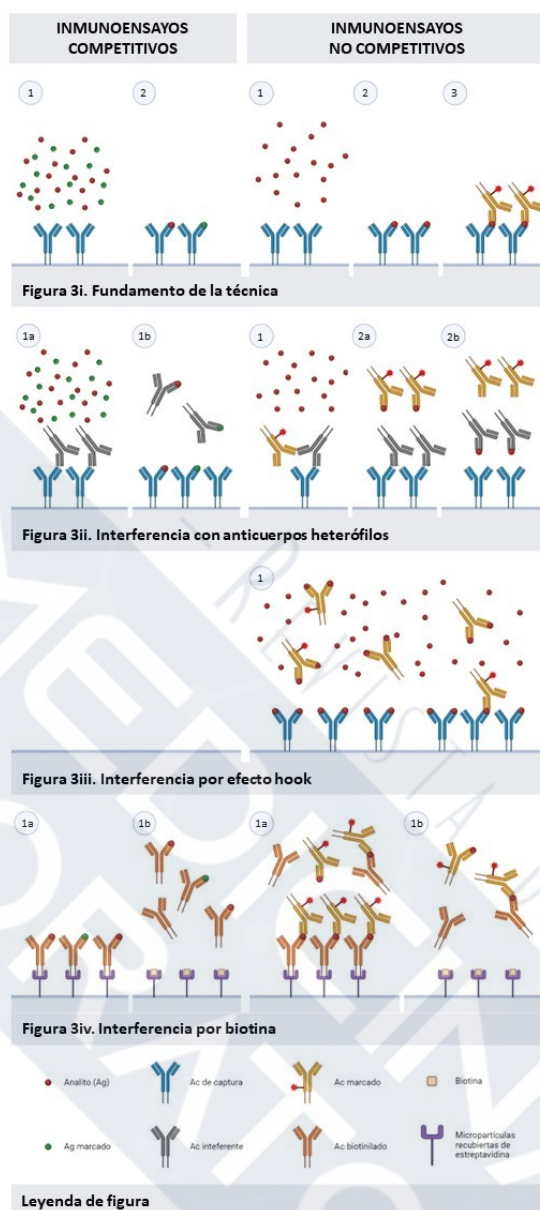 INMUNOENSAYOS
COMPETITIVOS
INMUNOENSAYOS
NO COMPETITIVOS
1
2
1
2
3
Figura 3i. Fundamento de la técnica
1a
1b
1
2a
2b
Figura 3ii. Interferencia con anticuerpos heterófilos
1
Figura 3iii. Interferencia por efecto hook
1a
1b
1a
1b
Figura 3iv. Interferencia por biotina
Analito (Ag)
Ac de captura
Ac marcado
Biotina
Ag marcado
Ac inteferente
Ac biotinilado
Micropartículas
recubiertas de
estreptavidina
Leyenda de figura
REVISTA
MEDICIN